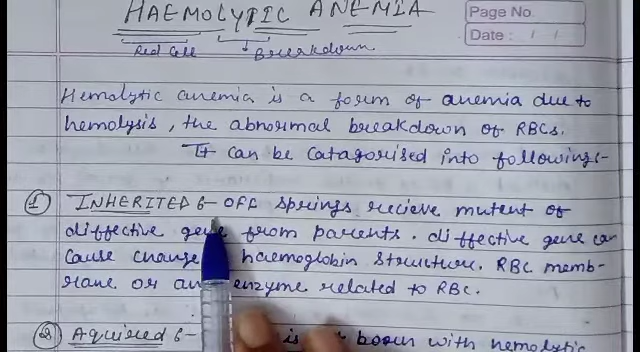 HAEMOLYTIC ANEMIA
Page No.
Date : / /
Red Cell Breakdown
Hemolytic anemia is a form of anemia due to
hemolysis, the abnormal breakdown of RBCs.
It can be catagorised into following:-
① INHERITED :- OFF springs recieve mutent of
diffective gene from parents. diffective gene can
cause change haemoglobin structure. RBC memb-
rane or an enzyme related to RBC.
② Aquired :- is born with hemolytic